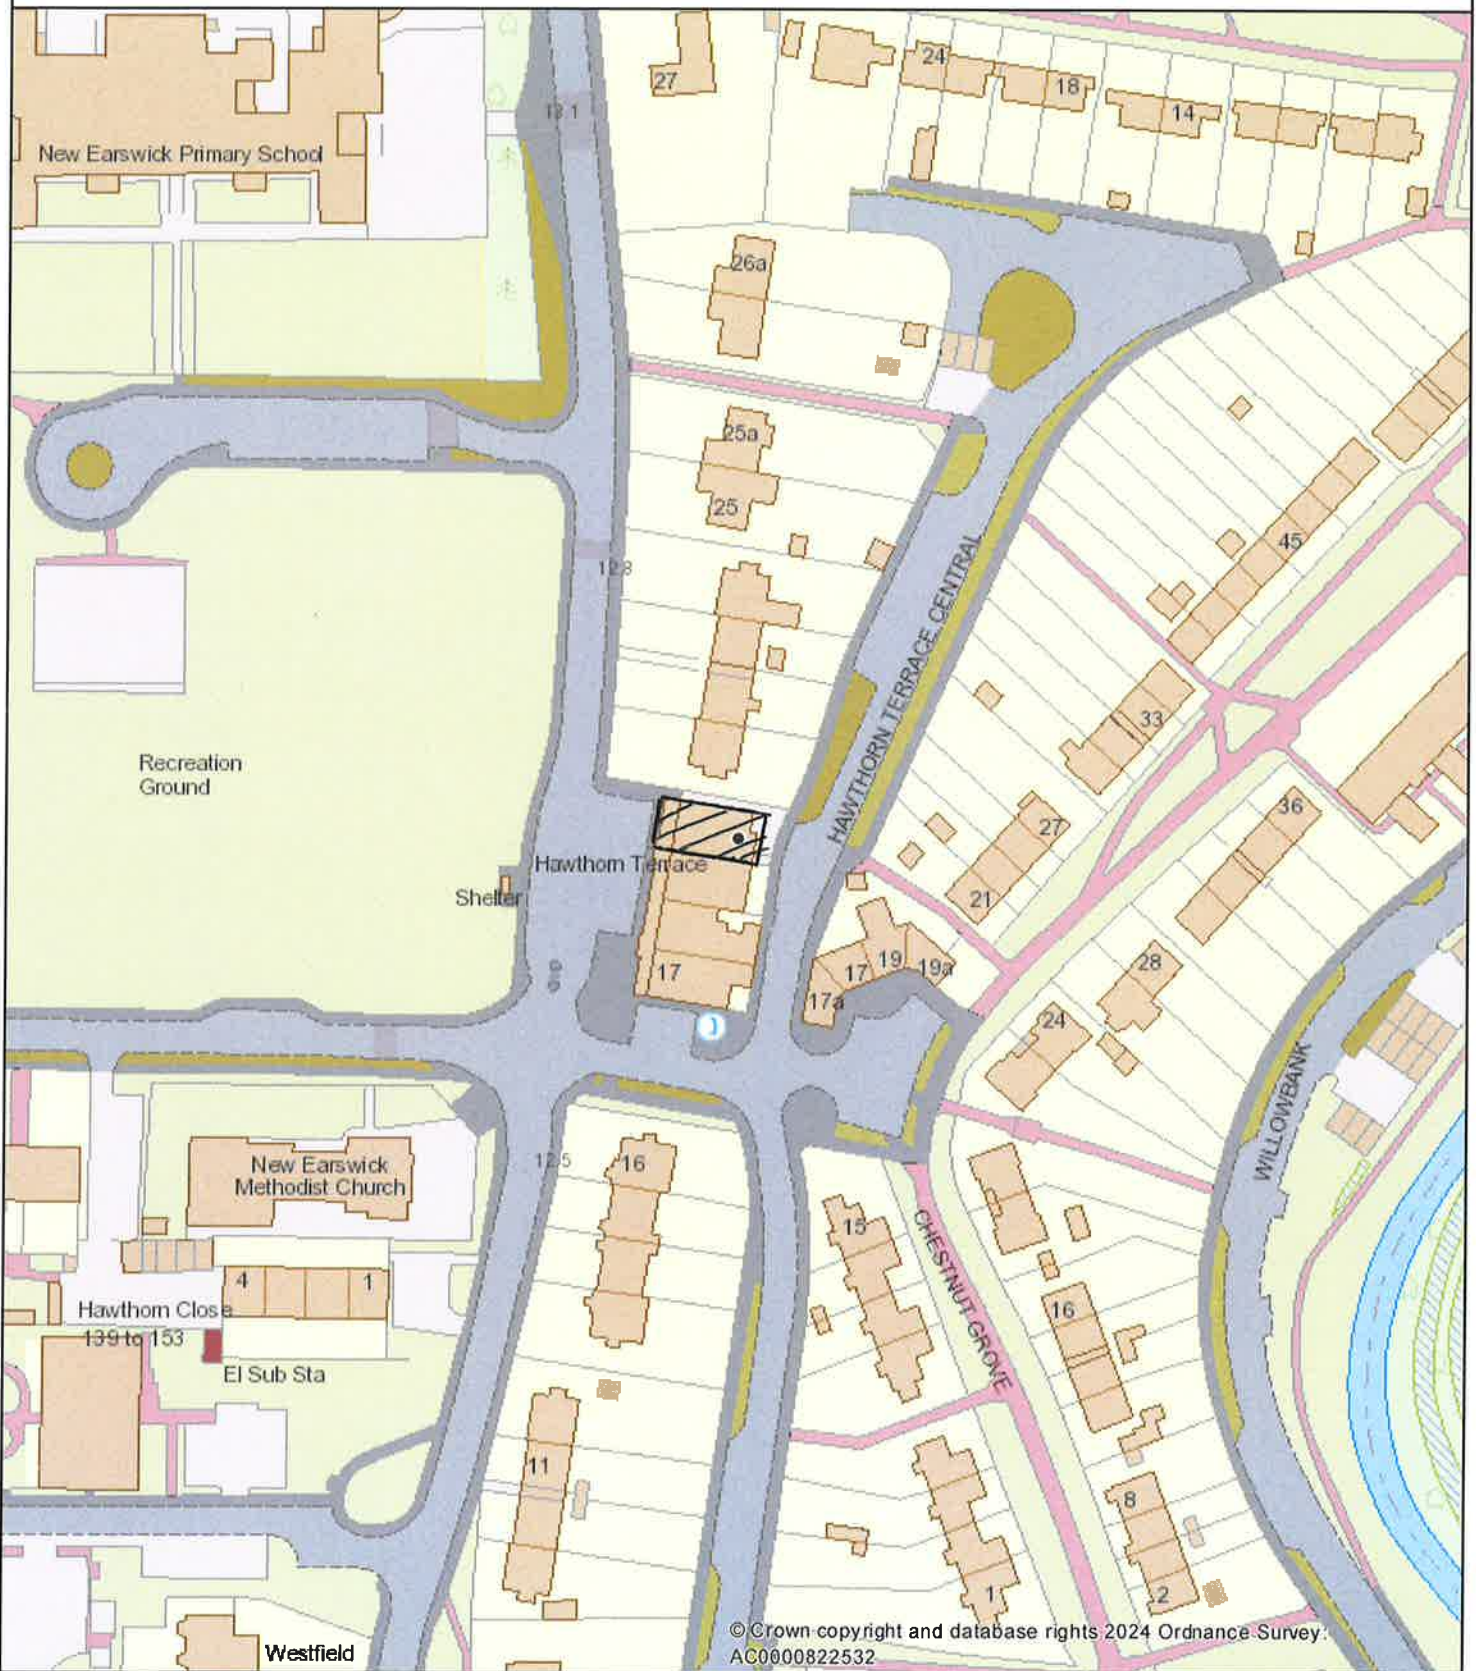 27
24
18
14
13.1
New Earswick Primary School
26a
25a
25
45
12.8
HAWTHORN TERRACE CENTRAL
33
Recreation
Ground
27
36
Hawthorn Terrace
Shelter
21
17
17
19
19a
17a
28
24
WILLOWBANK
New Earswick
Methodist Church
12.5
16
15
CHESTNUT GROVE
4
1
16
Hawthorn Close
139 to 153
El Sub Sta
11
8
1
2
© Crown copyright and database rights 2024 Ordnance Survey:
AC0000822532
Westfield